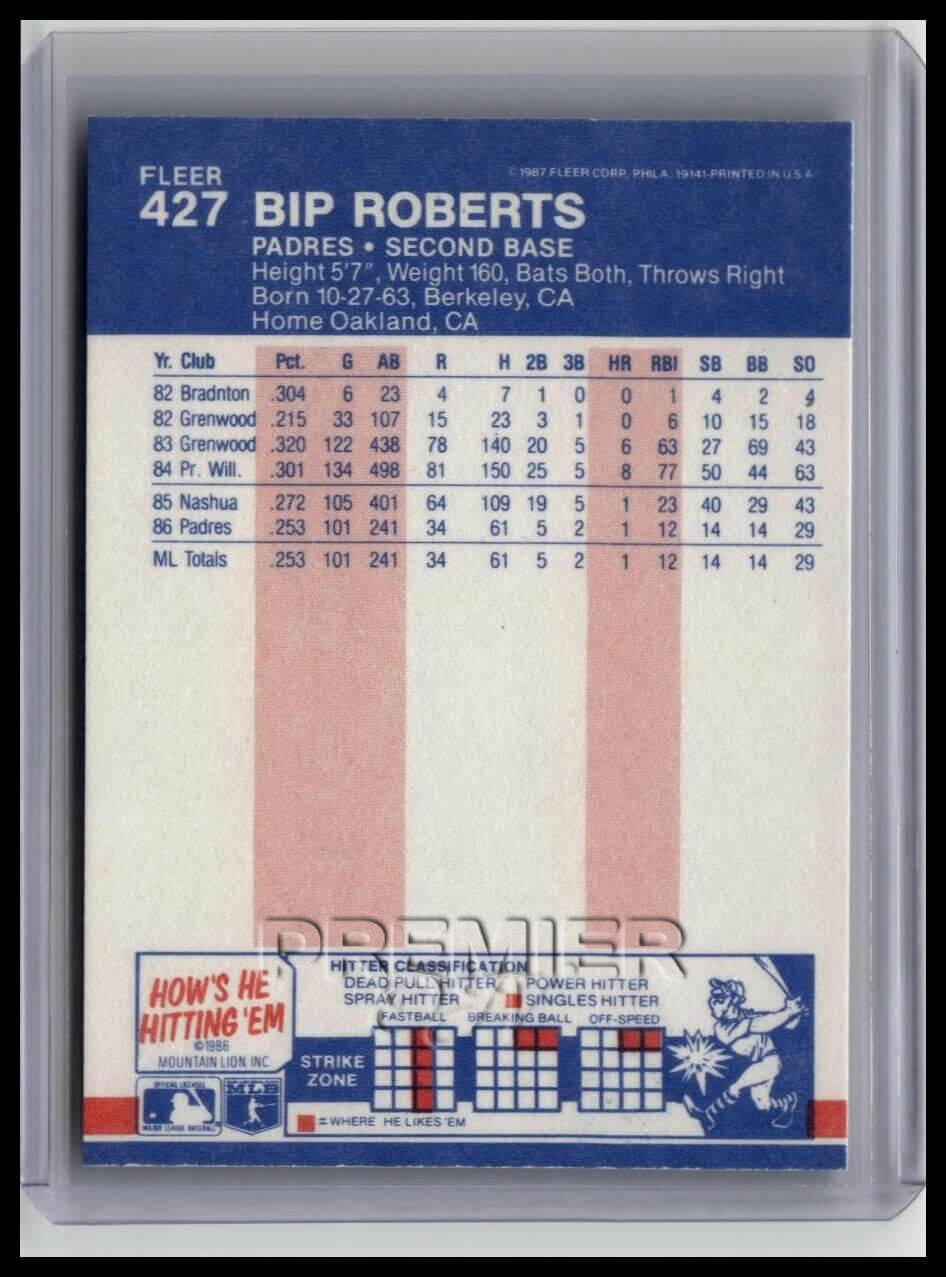 © 1987 FLEER CORP. PHILA. 19141-PRINTED IN U.S.A.
FLEER
427 BIP ROBERTS
PADRES • SECOND BASE
Height 5'7", Weight 160, Bats Both, Throws Right
Born 10-27-63, Berkeley, CA
Home Oakland, CA
Yr. Club Pct. G AB R H 2B 3B HR RBI SB BB SO
82 Bradnton .304 6 23 4 7 1 0 0 1 4 2 4
82 Grenwood .215 33 107 15 23 3 1 0 6 10 15 18
83 Grenwood .320 122 438 78 140 20 5 6 63 27 69 43
84 Pr. Will. .301 134 498 81 150 25 5 8 77 50 44 63
85 Nashua .272 105 401 64 109 19 5 1 23 40 29 43
86 Padres .253 101 241 34 61 5 2 1 12 14 14 29
ML Totals .253 101 241 34 61 5 2 1 12 14 14 29
PREMIER
HOW'S HE
HITTING 'EM
©1986
MOUNTAIN LION, INC.
OFFICIAL LICENSEE
MAJOR LEAGUE BASEBALL
MLB
HITTER CLASSIFICATION
DEAD PULL HITTER POWER HITTER
SPRAY HITTER SINGLES HITTER
FASTBALL BREAKING BALL OFF-SPEED
STRIKE
ZONE
=WHERE HE LIKES 'EM